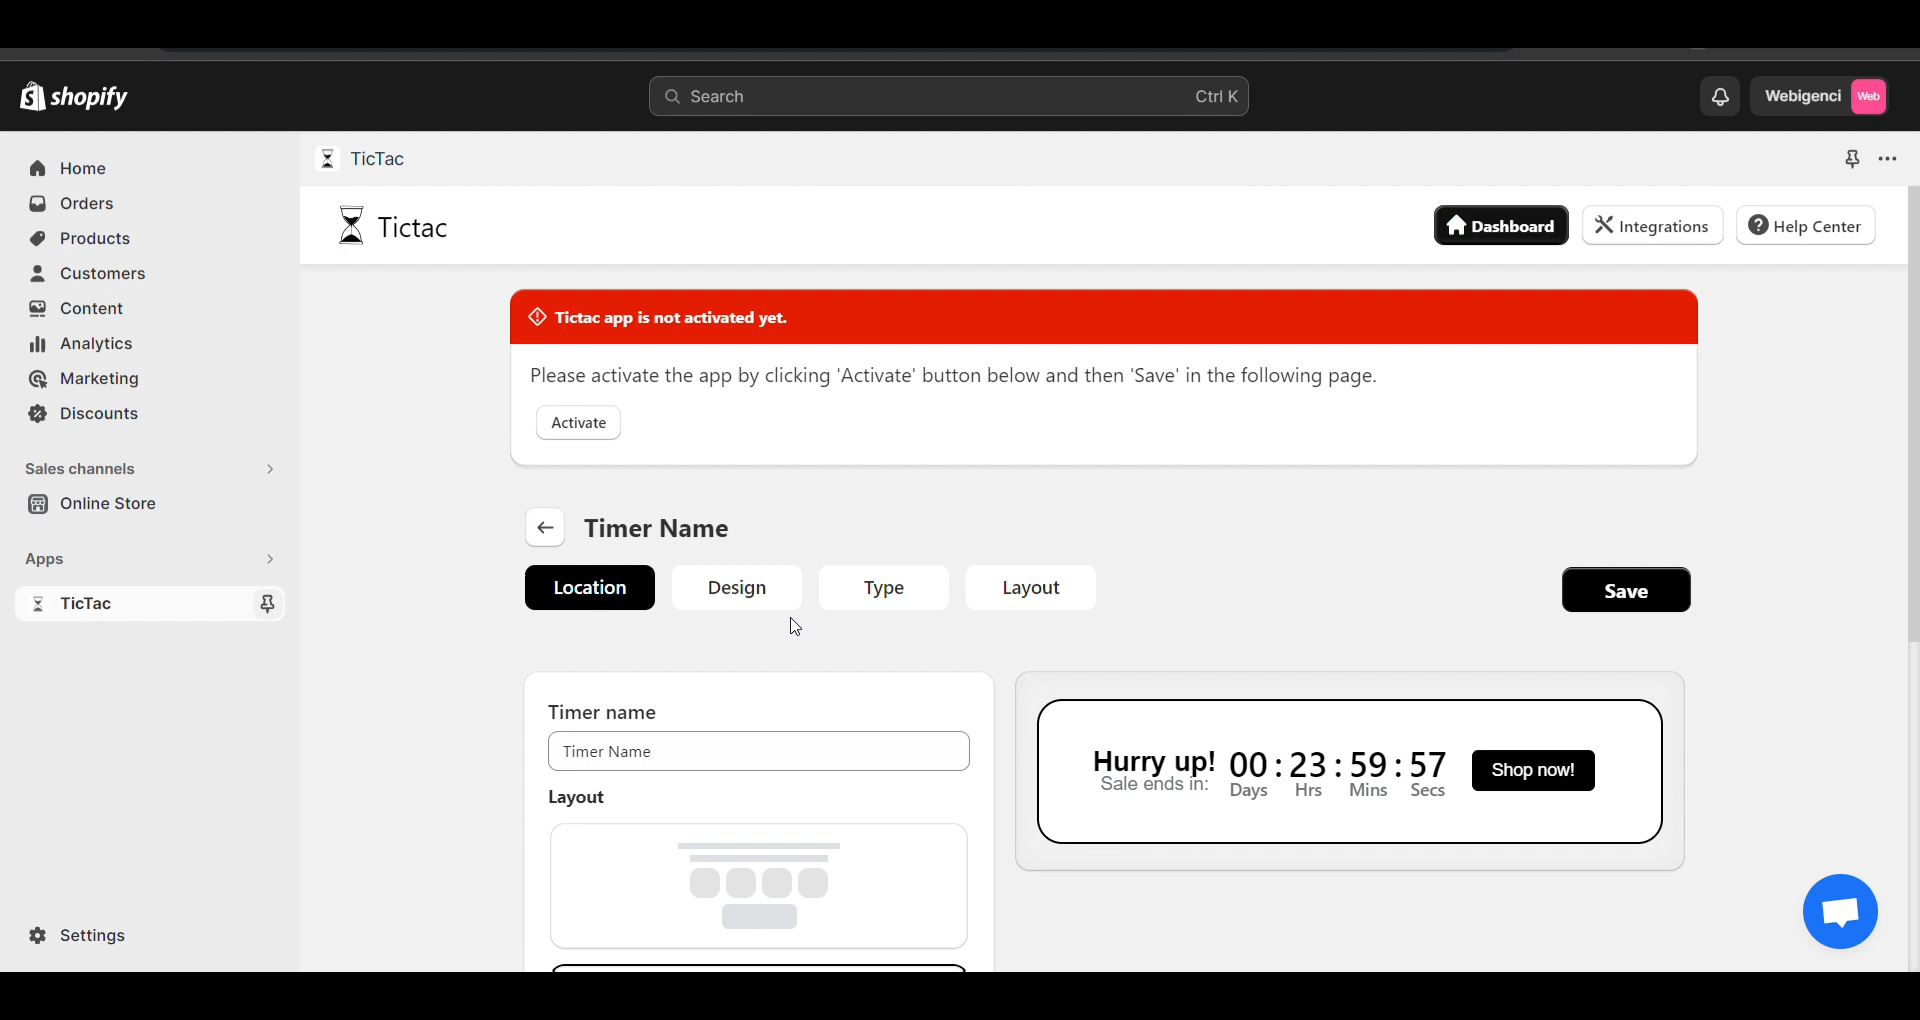 shopify
Search
Ctrl K
Webigenci
Web
Home
Orders
Products
Customers
Content
Analytics
Marketing
Discounts
Sales channels
Online Store
Apps
TicTac
Settings
TicTac
Tictac
Dashboard
Integrations
Help Center
Tictac app is not activated yet.
Please activate the app by clicking 'Activate' button below and then 'Save' in the following page.
Activate
Timer Name
Location
Design
Type
Layout
Save
Timer name
Timer Name
Layout
Hurry up!
Sale ends in:
00 : 23 : 59 : 57
Days Hrs Mins Secs
Shop now!